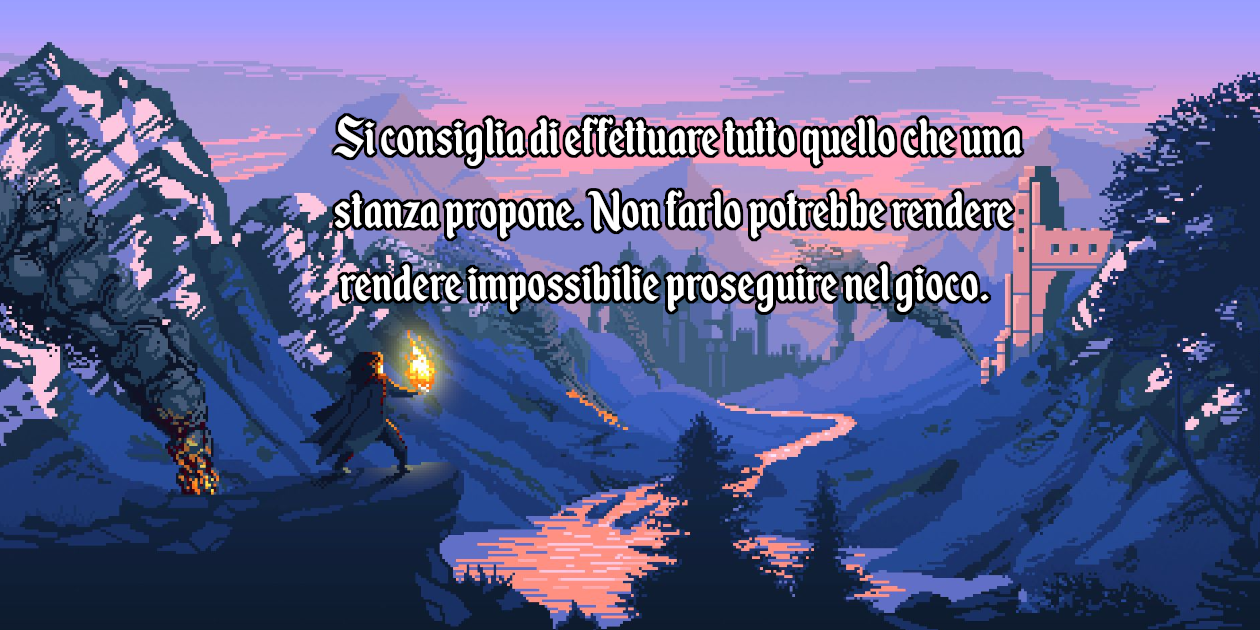 Si consiglia di effettuare tutto quello che una
stanza propone. Non farlo potrebbe rendere
rendere impossibilie proseguire nel gioco.